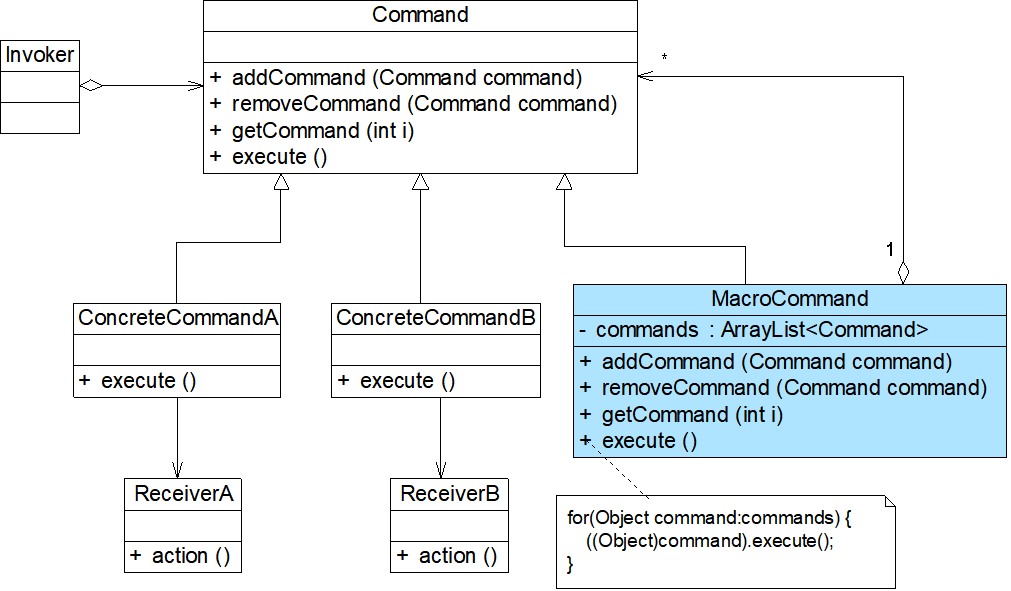 Command
Invoker
+ addCommand (Command command)
+ removeCommand (Command command)
+ getCommand (int i)
+ execute ()
*
1
ConcreteCommandA
+ execute ()
ConcreteCommandB
+ execute ()
MacroCommand
- commands : ArrayList<Command>
+ addCommand (Command command)
+ removeCommand (Command command)
+ getCommand (int i)
+ execute ()
ReceiverA
+ action ()
ReceiverB
+ action ()
for(Object command:commands) {
((Object)command).execute();
}